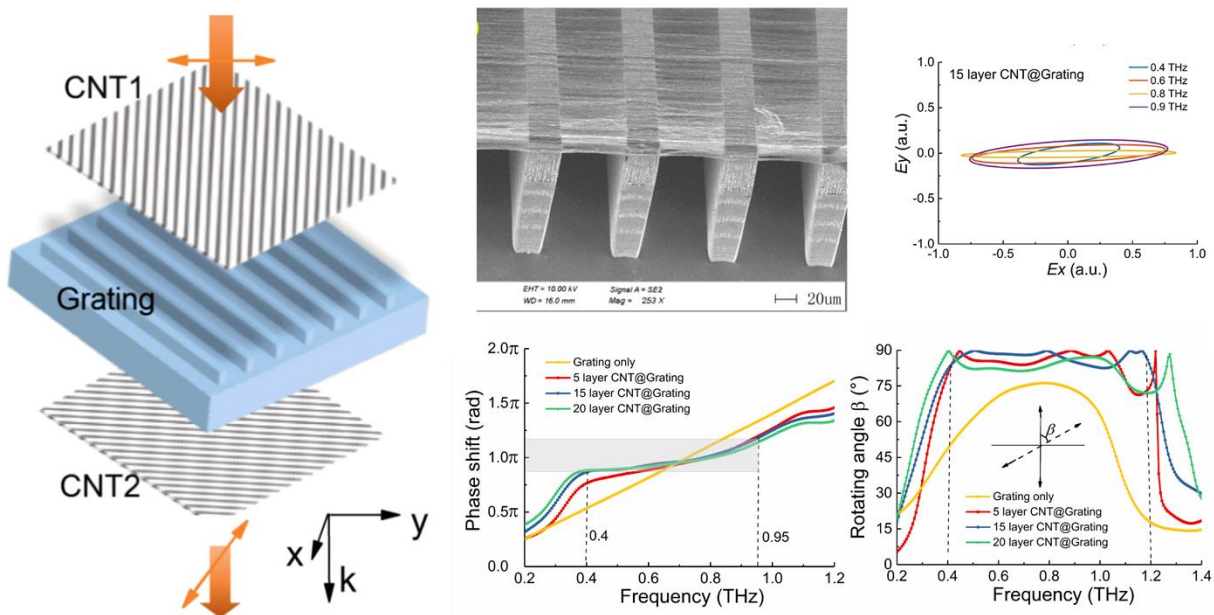 CNT1
Grating
CNT2
x
y
k
EHT = 10.00 kV
Signal A = SE2
WD = 16.0 mm
Mag = 253 X
20um
15 layer CNT@Grating
0.4 THz
0.6 THz
0.8 THz
0.9 THz
1.0
0.5
0.0
-0.5
-1.0
Ey (a.u.)
-1.0 -0.5 0.0 0.5 1.0
Ex (a.u.)
2.0π
1.5π
1.0π
0.5π
0.0
Phase shift (rad)
Grating only
5 layer CNT@Grating
15 layer CNT@Grating
20 layer CNT@Grating
0.4
0.95
0.2 0.4 0.6 0.8 1.0 1.2
Frequency (THz)
90
75
60
45
30
15
0
Rotating angle β (°)
β
Grating only
5 layer CNT@Grating
15 layer CNT@Grating
20 layer CNT@Grating
0.2 0.4 0.6 0.8 1.0 1.2 1.4
Frequency (THz)